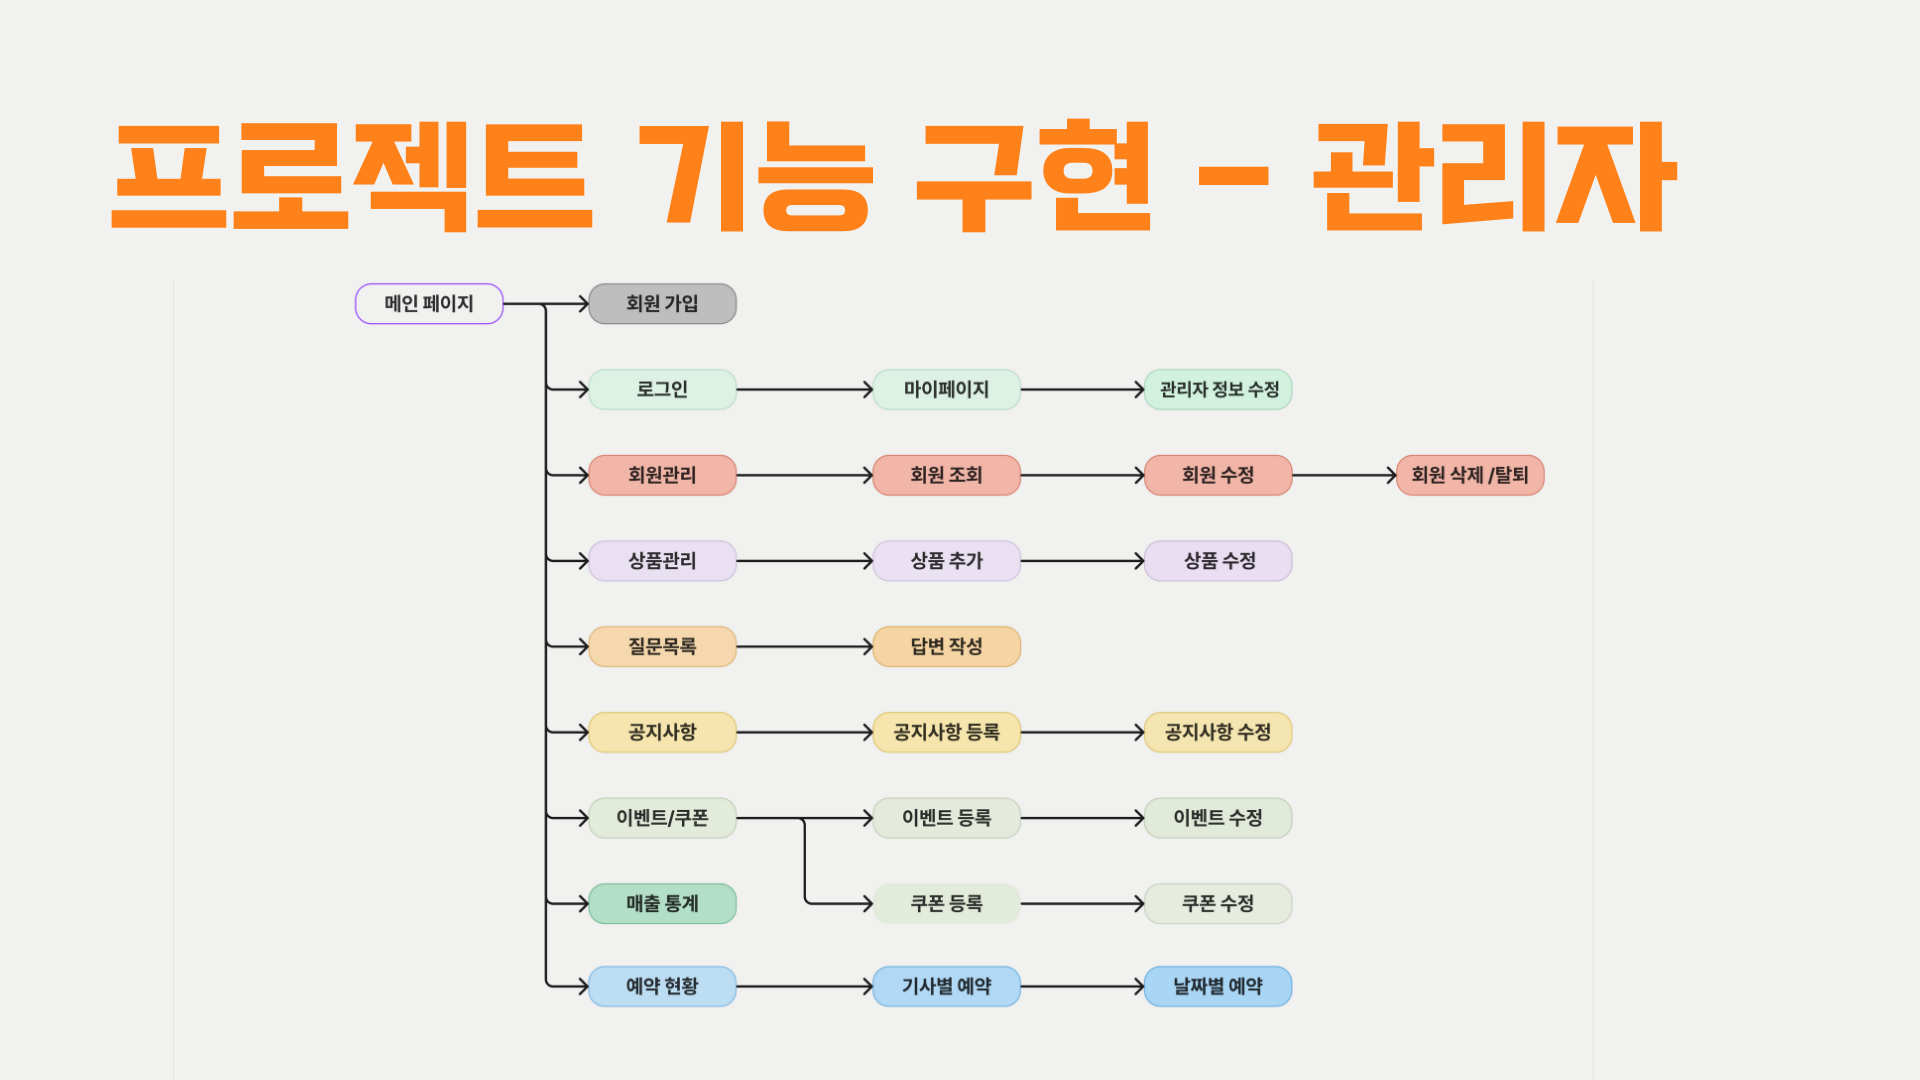 프로젝트 기능 구현 - 관리자
메인 페이지
회원 가입
로그인
마이페이지
관리자 정보 수정
회원관리
회원 조회
회원 수정
회원 삭제 /탈퇴
상품관리
상품 추가
상품 수정
질문목록
답변 작성
공지사항
공지사항 등록
공지사항 수정
이벤트/쿠폰
이벤트 등록
이벤트 수정
매출 통계
쿠폰 등록
쿠폰 수정
예약 현황
기사별 예약
날짜별 예약